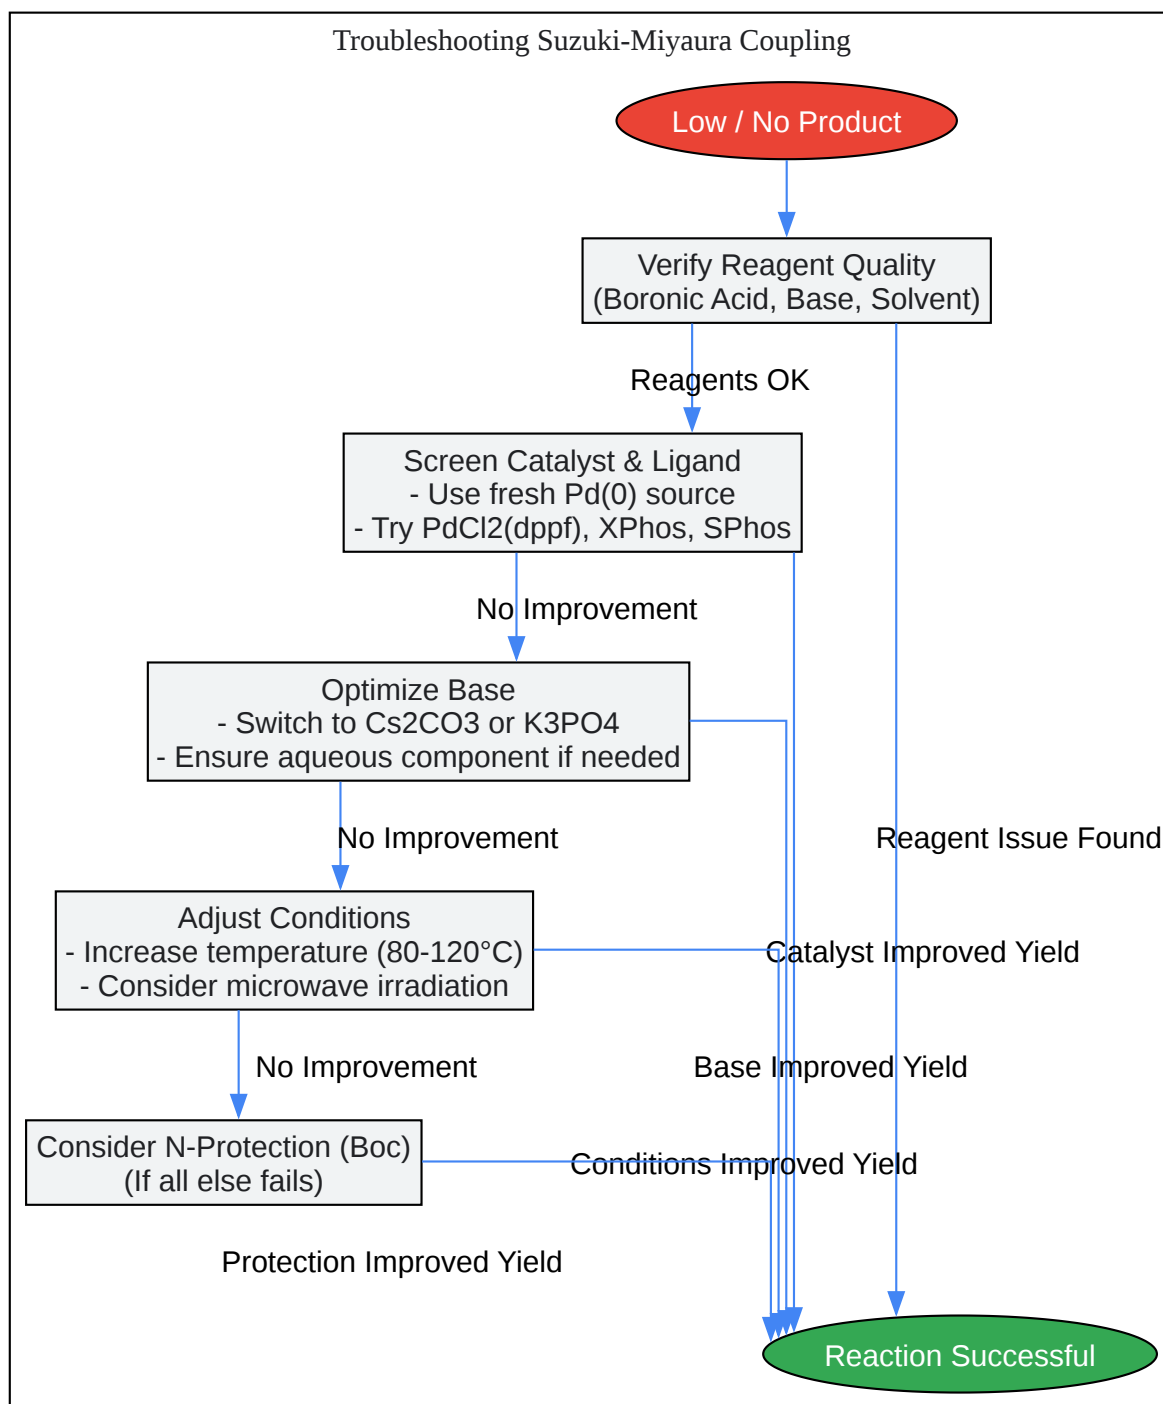 Troubleshooting Suzuki-Miyaura Coupling
Low / No Product
Verify Reagent Quality
(Boronic Acid, Base, Solvent)
Reagents OK
Screen Catalyst & Ligand
- Use fresh Pd(0) source
- Try PdCl2(dppf), XPhos, SPhos
No Improvement
Optimize Base
- Switch to Cs2CO3 or K3PO4
- Ensure aqueous component if needed
No Improvement
Reagent Issue Found
Adjust Conditions
- Increase temperature (80-120°C)
- Consider microwave irradiation
Catalyst Improved Yield
No Improvement
Base Improved Yield
Consider N-Protection (Boc)
(If all else fails)
Conditions Improved Yield
Protection Improved Yield
Reaction Successful